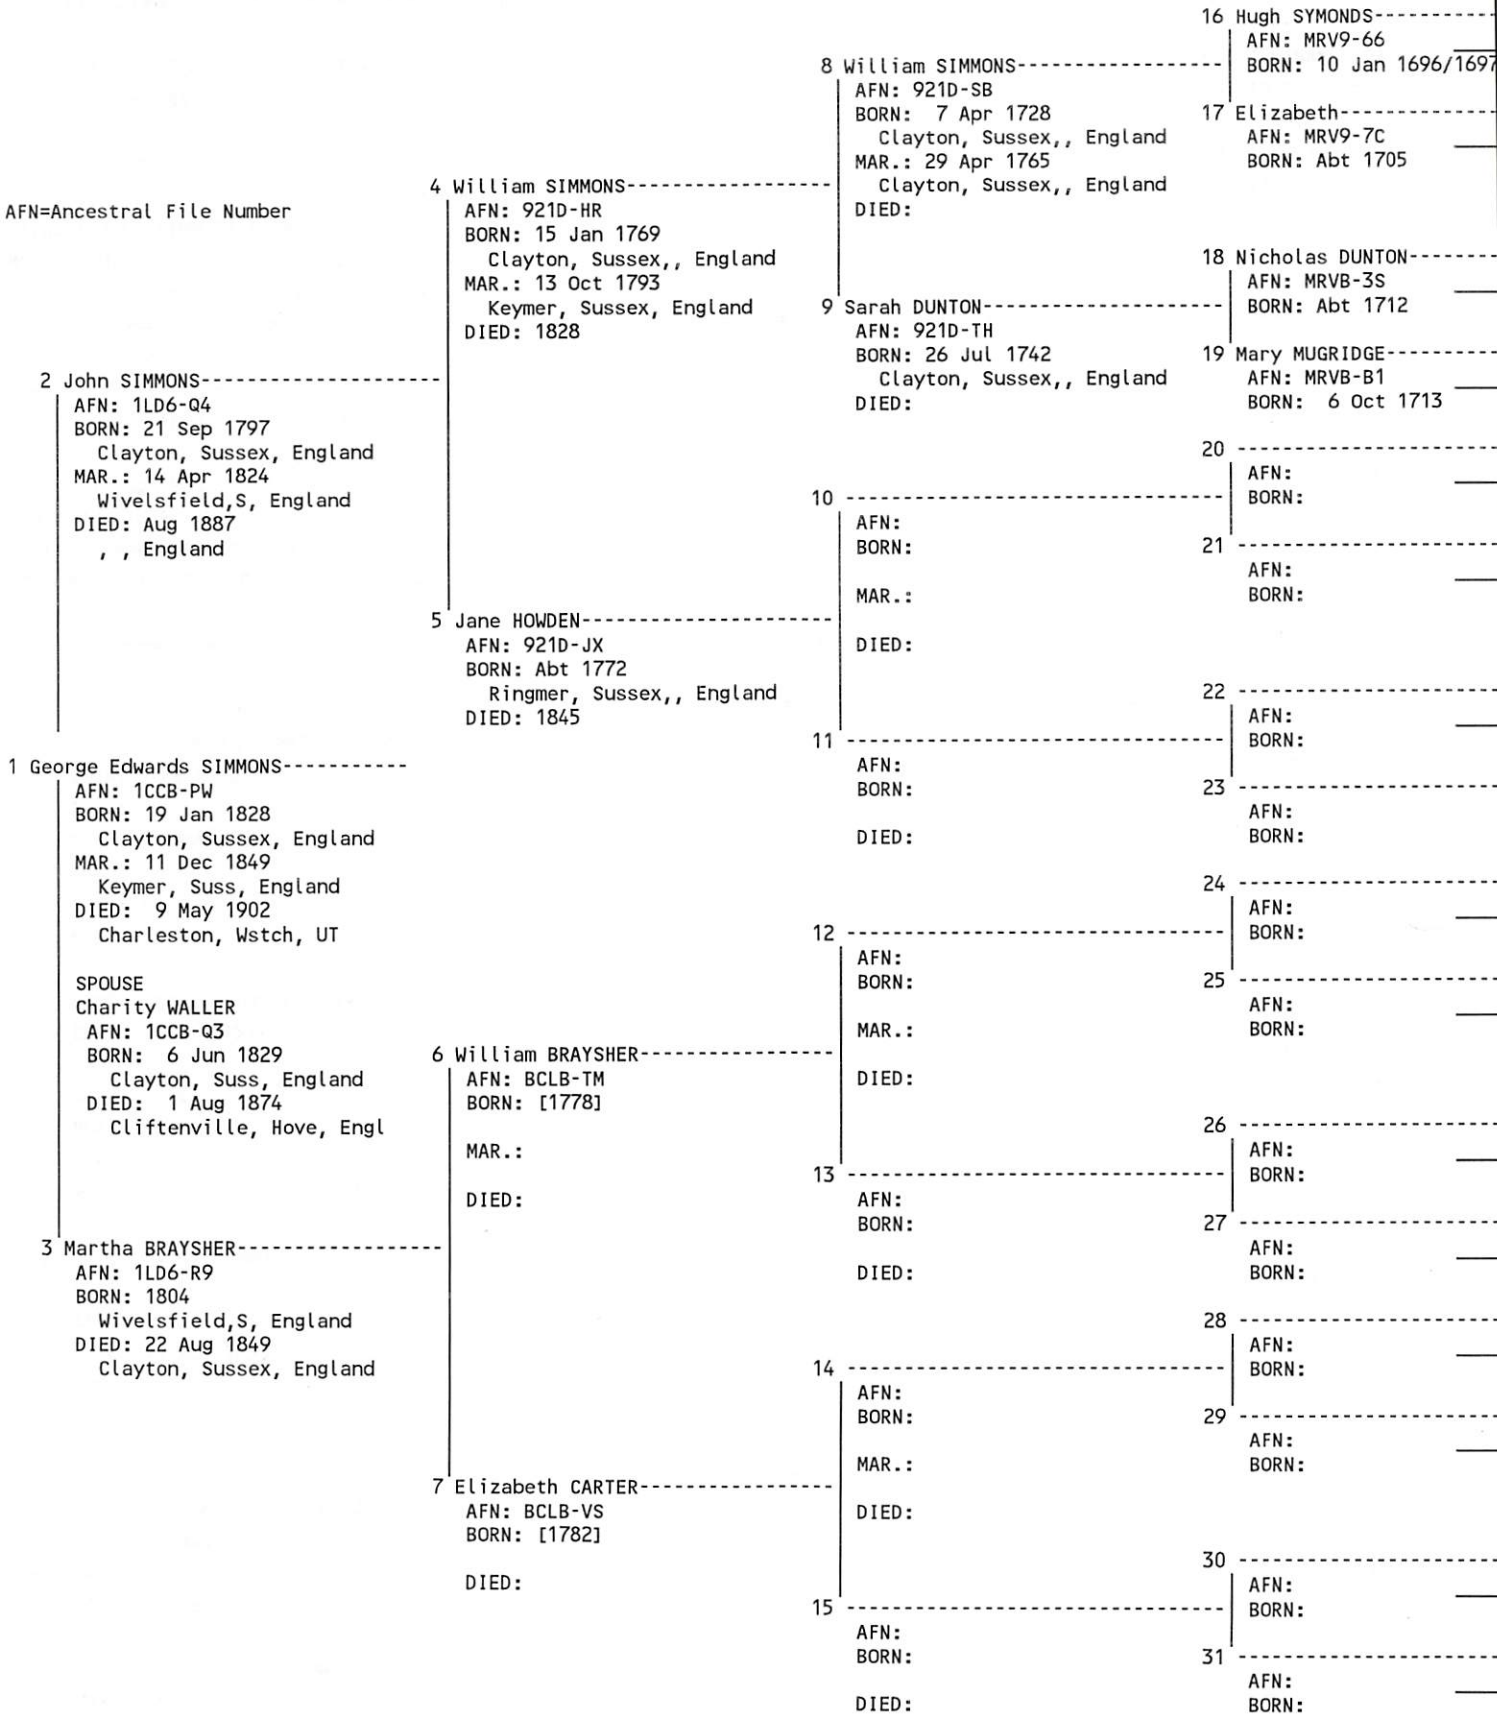 AFN=Ancestral File Number
1 George Edwards SIMMONS-----------
AFN: 1CCB-PW
BORN: 19 Jan 1828
Clayton, Sussex, England
MAR.: 11 Dec 1849
Keymer, Suss, England
DIED:  9 May 1902
Charleston, Wstch, UT
SPOUSE
Charity WALLER
AFN: 1CCB-Q3
BORN:  6 Jun 1829
Clayton, Suss, England
DIED:  1 Aug 1874
Cliftenville, Hove, Engl
2 John SIMMONS--------------------
AFN: 1LD6-Q4
BORN: 21 Sep 1797
Clayton, Sussex, England
MAR.: 14 Apr 1824
Wivelsfield,S, England
DIED: Aug 1887
, , England
3 Martha BRAYSHER-----------------
AFN: 1LD6-R9
BORN: 1804
Wivelsfield,S, England
DIED: 22 Aug 1849
Clayton, Sussex, England
4 William SIMMONS-----------------
AFN: 921D-HR
BORN: 15 Jan 1769
Clayton, Sussex,, England
MAR.: 13 Oct 1793
Keymer, Sussex, England
DIED: 1828
5 Jane HOWDEN---------------------
AFN: 921D-JX
BORN: Abt 1772
Ringmer, Sussex,, England
DIED: 1845
6 William BRAYSHER----------------
AFN: BCLB-TM
BORN: [1778]
MAR.:
DIED:
7 Elizabeth CARTER----------------
AFN: BCLB-VS
BORN: [1782]
DIED:
8 William SIMMONS-----------------
AFN: 921D-SB
BORN:  7 Apr 1728
Clayton, Sussex,, England
MAR.: 29 Apr 1765
Clayton, Sussex,, England
DIED:
9 Sarah DUNTON--------------------
AFN: 921D-TH
BORN: 26 Jul 1742
Clayton, Sussex,, England
DIED:
10 -------------------------------
AFN:
BORN:
MAR.:
DIED:
11 -------------------------------
AFN:
BORN:
DIED:
12 -------------------------------
AFN:
BORN:
MAR.:
DIED:
13 -------------------------------
AFN:
BORN:
DIED:
14 -------------------------------
AFN:
BORN:
MAR.:
DIED:
15 -------------------------------
AFN:
BORN:
DIED:
16 Hugh SYMONDS----------
AFN: MRV9-66
BORN: 10 Jan 1696/1697
17 Elizabeth-------------
AFN: MRV9-7C
BORN: Abt 1705
18 Nicholas DUNTON-------
AFN: MRVB-3S
BORN: Abt 1712
19 Mary MUGRIDGE---------
AFN: MRVB-B1
BORN:  6 Oct 1713
20 ----------------------
AFN:
BORN:
21 ----------------------
AFN:
BORN:
22 ----------------------
AFN:
BORN:
23 ----------------------
AFN:
BORN:
24 ----------------------
AFN:
BORN:
25 ----------------------
AFN:
BORN:
26 ----------------------
AFN:
BORN:
27 ----------------------
AFN:
BORN:
28 ----------------------
AFN:
BORN:
29 ----------------------
AFN:
BORN:
30 ----------------------
AFN:
BORN:
31 ----------------------
AFN:
BORN: